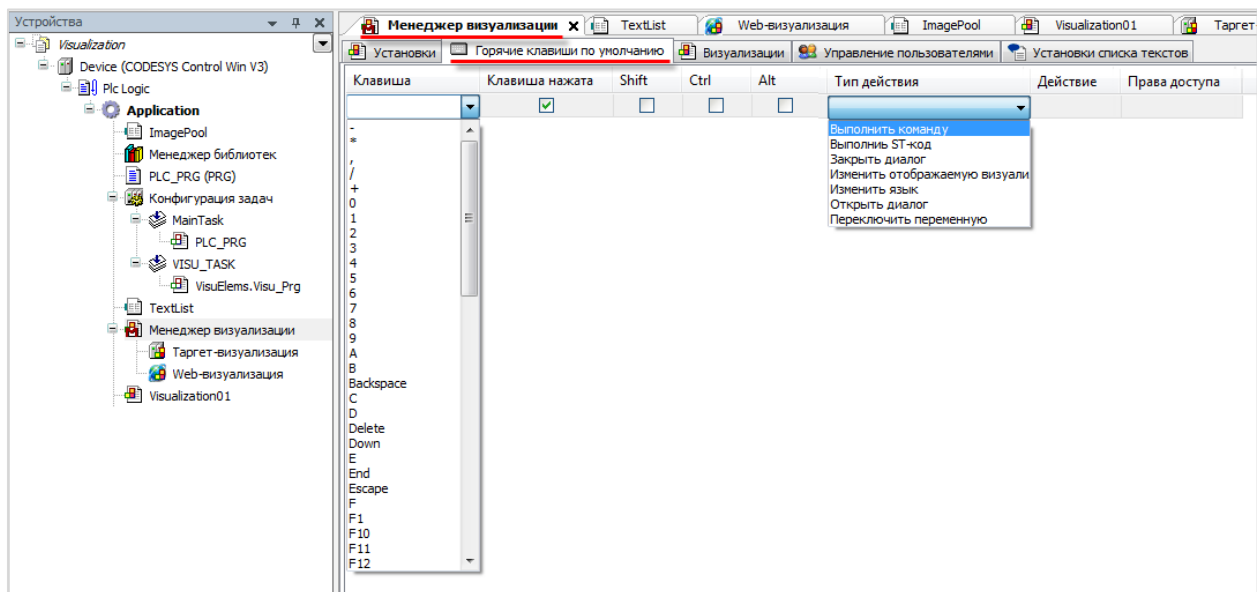 Устройства
Visualization
Device (CODESYS Control Win V3)
Plc Logic
Application
ImagePool
Менеджер библиотек
PLC_PRG (PRG)
Конфигурация задач
MainTask
PLC_PRG
VISU_TASK
VisuElems.Visu_Prg
TextList
Менеджер визуализации
Таргет-визуализация
Web-визуализация
Visualization01
Менеджер визуализации TextList Web-визуализация ImagePool Visualization01 Таргет-
Установки Горячие клавиши по умолчанию Визуализации Управление пользователями Установки списка текстов
Клавиша Клавиша нажата Shift Ctrl Alt Тип действия Действие Права доступа
-
*
,
/
+
0
1
2
3
4
5
6
7
8
9
A
B
Backspace
C
D
Delete
Down
E
End
Escape
F
F1
F10
F11
F12
Выполнить команду
Выполниь ST-код
Закрыть диалог
Изменить отображаемую визуали
Изменить язык
Открыть диалог
Переключить переменную